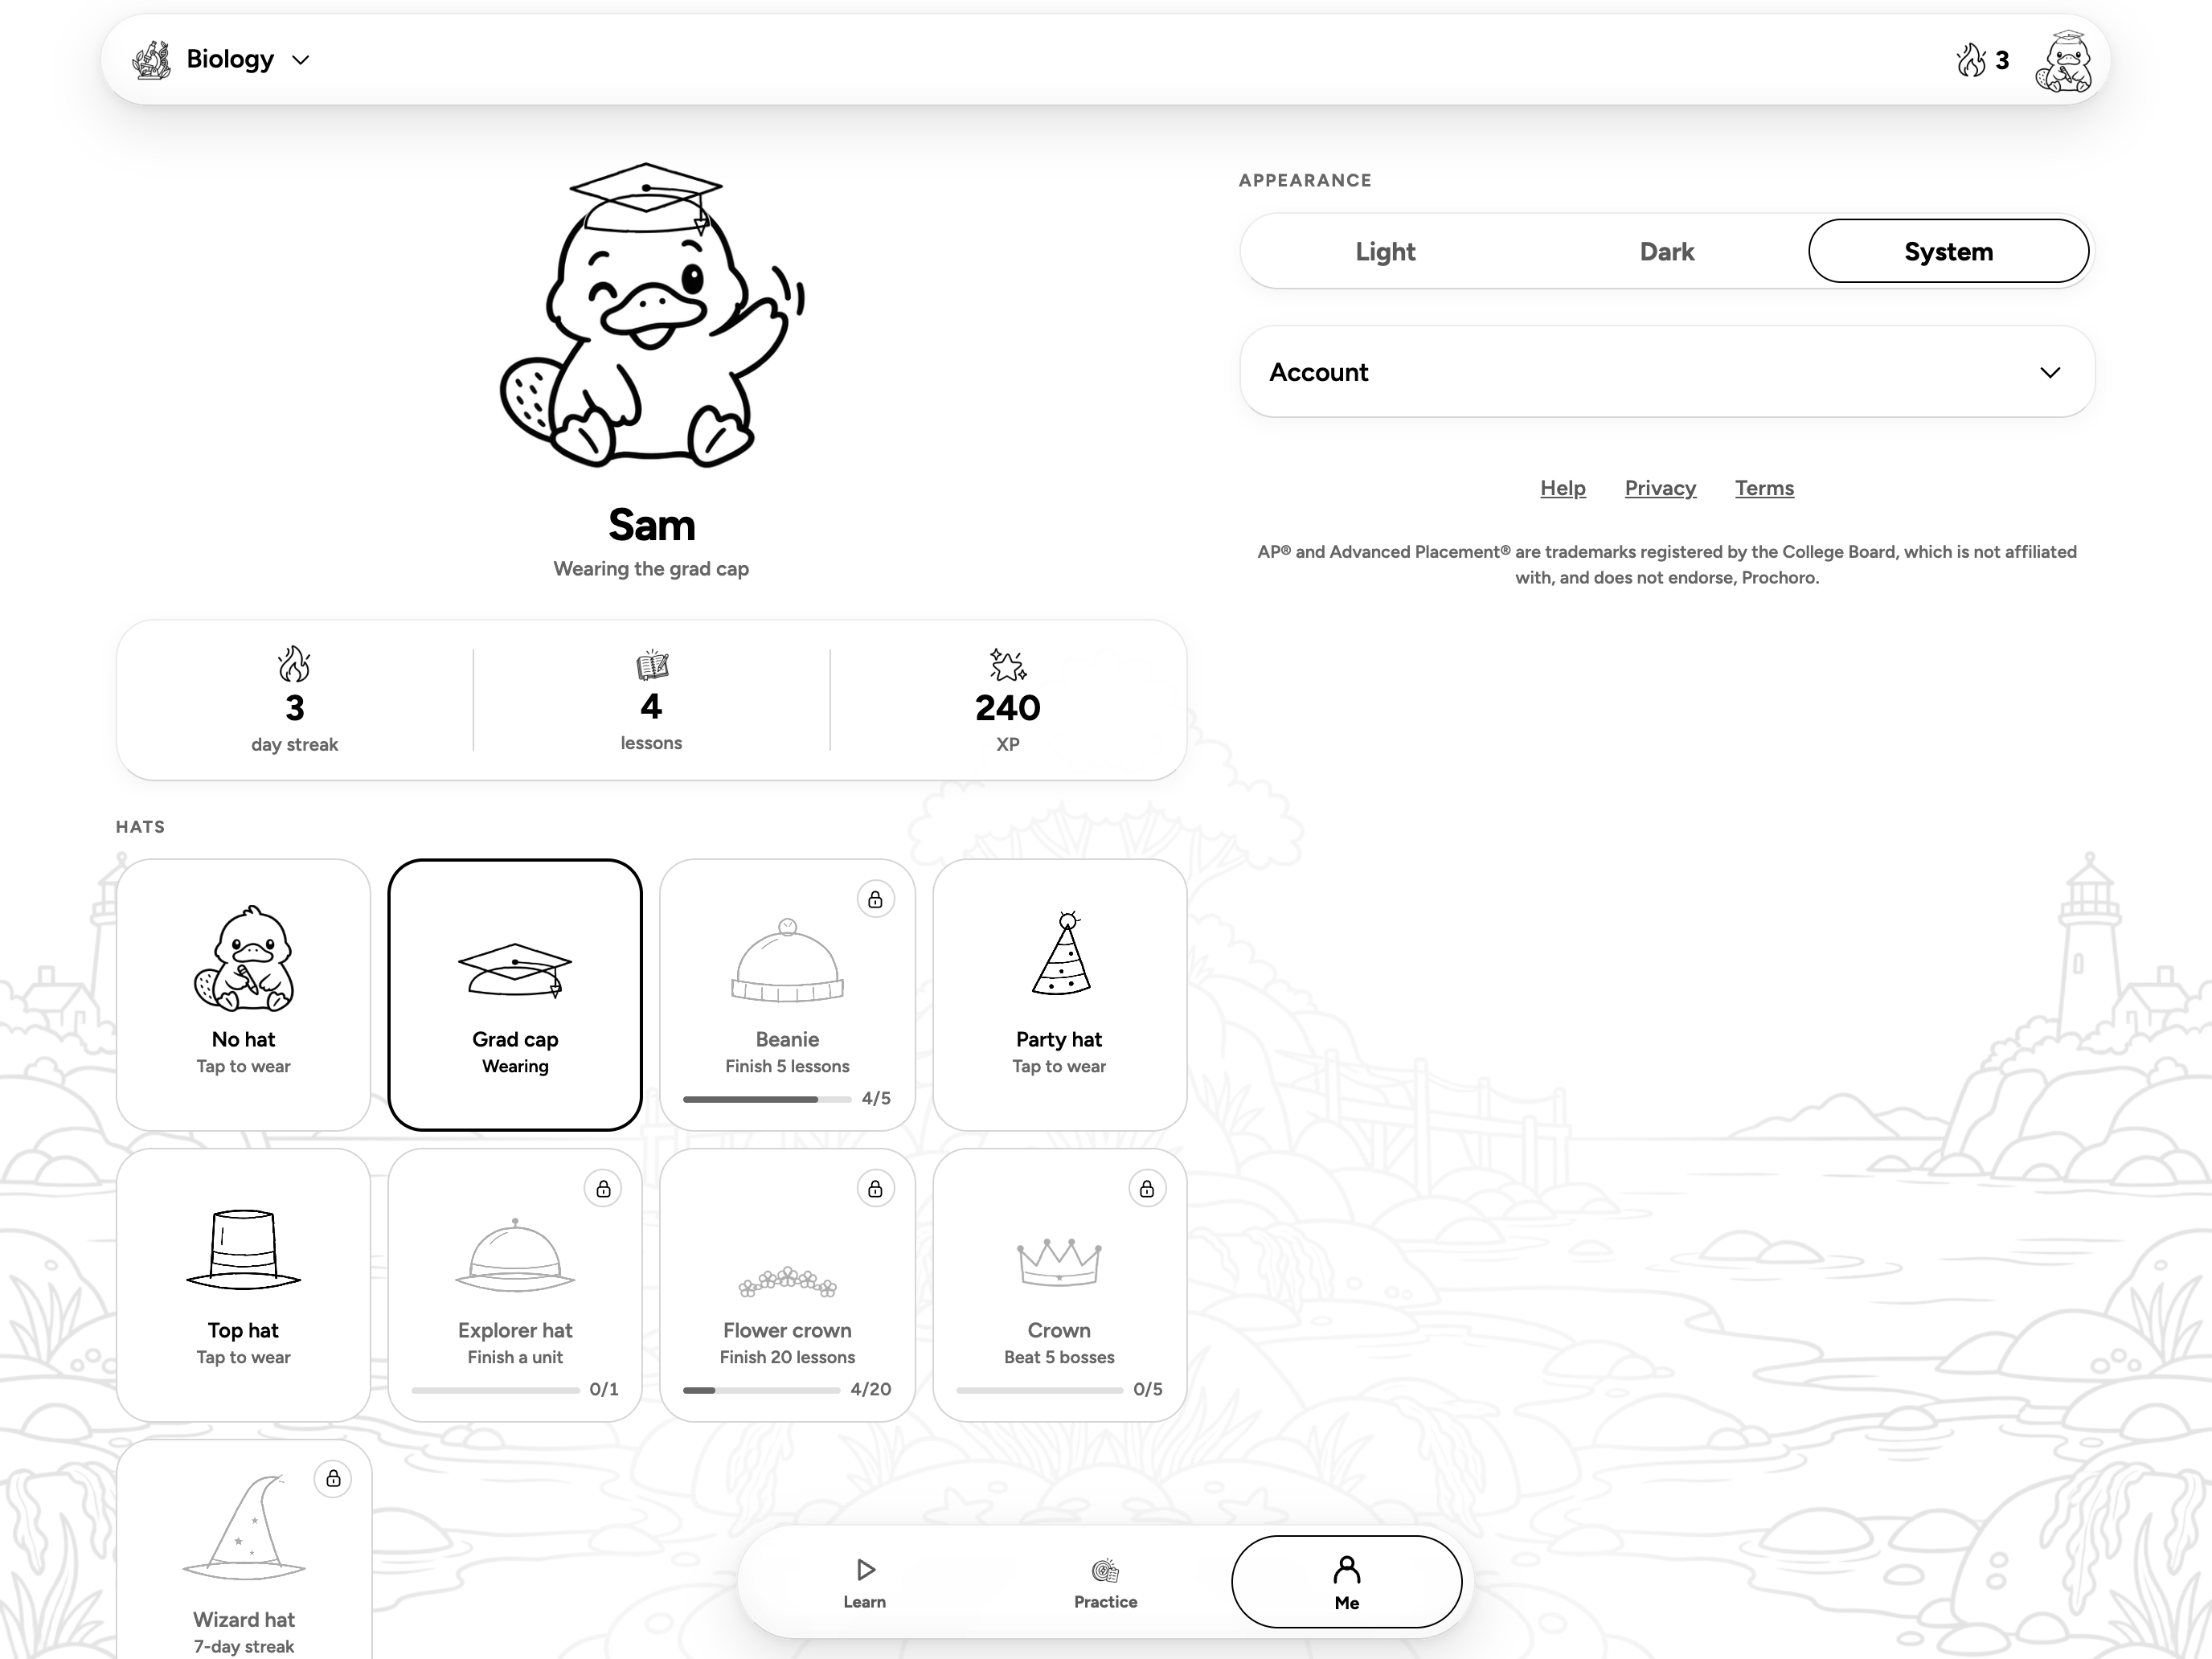 Biology
3
Sam
Wearing the grad cap
3
day streak
4
lessons
240
XP
HATS
No hat
Tap to wear
Grad cap
Wearing
Beanie
Finish 5 lessons
4/5
Party hat
Tap to wear
Top hat
Tap to wear
Explorer hat
Finish a unit
0/1
Flower crown
Finish 20 lessons
4/20
Crown
Beat 5 bosses
0/5
Wizard hat
7-day streak
APPEARANCE
Light
Dark
System
Account
Help
Privacy
Terms
AP® and Advanced Placement® are trademarks registered by the College Board, which is not affiliated
with, and does not endorse, Prochoro.
Learn
Practice
Me